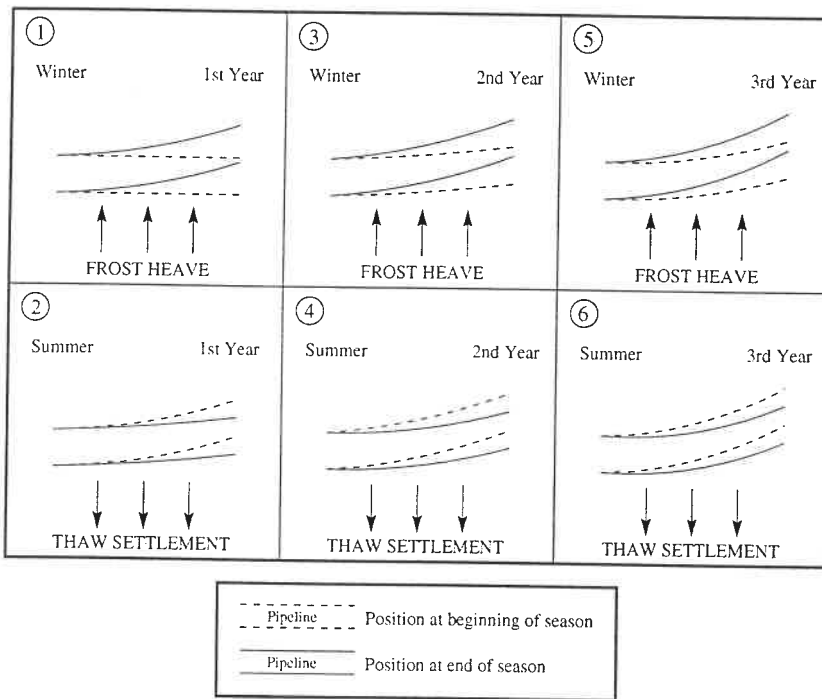 ①
Winter 1st Year
FROST HEAVE
②
Summer 1st Year
THAW SETTLEMENT
③
Winter 2nd Year
FROST HEAVE
④
Summer 2nd Year
THAW SETTLEMENT
⑤
Winter 3rd Year
FROST HEAVE
⑥
Summer 3rd Year
THAW SETTLEMENT
Pipeline Position at beginning of season
Pipeline Position at end of season